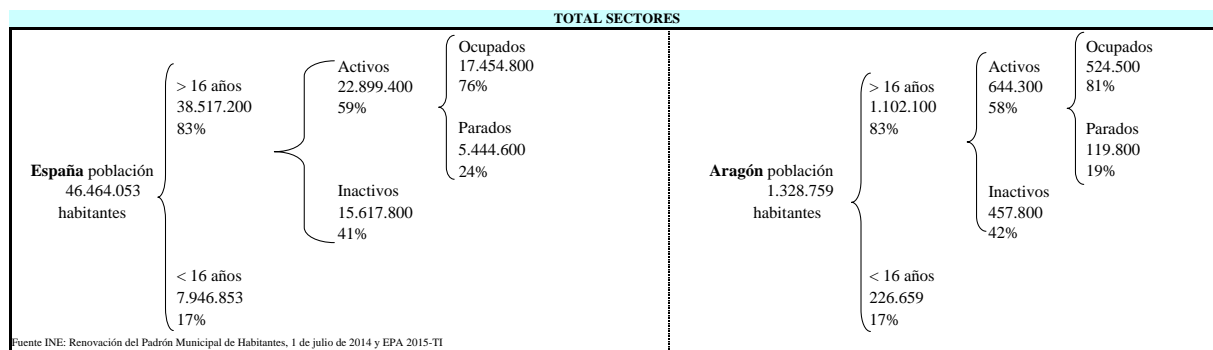 TOTAL SECTORES
España población
46.464.053
habitantes
> 16 años
38.517.200
83%
< 16 años
7.946.853
17%
Activos
22.899.400
59%
Inactivos
15.617.800
41%
Ocupados
17.454.800
76%
Parados
5.444.600
24%
Aragón población
1.328.759
habitantes
> 16 años
1.102.100
83%
< 16 años
226.659
17%
Activos
644.300
58%
Inactivos
457.800
42%
Ocupados
524.500
81%
Parados
119.800
19%
Fuente INE: Renovación del Padrón Municipal de Habitantes, 1 de julio de 2014 y EPA 2015-TI